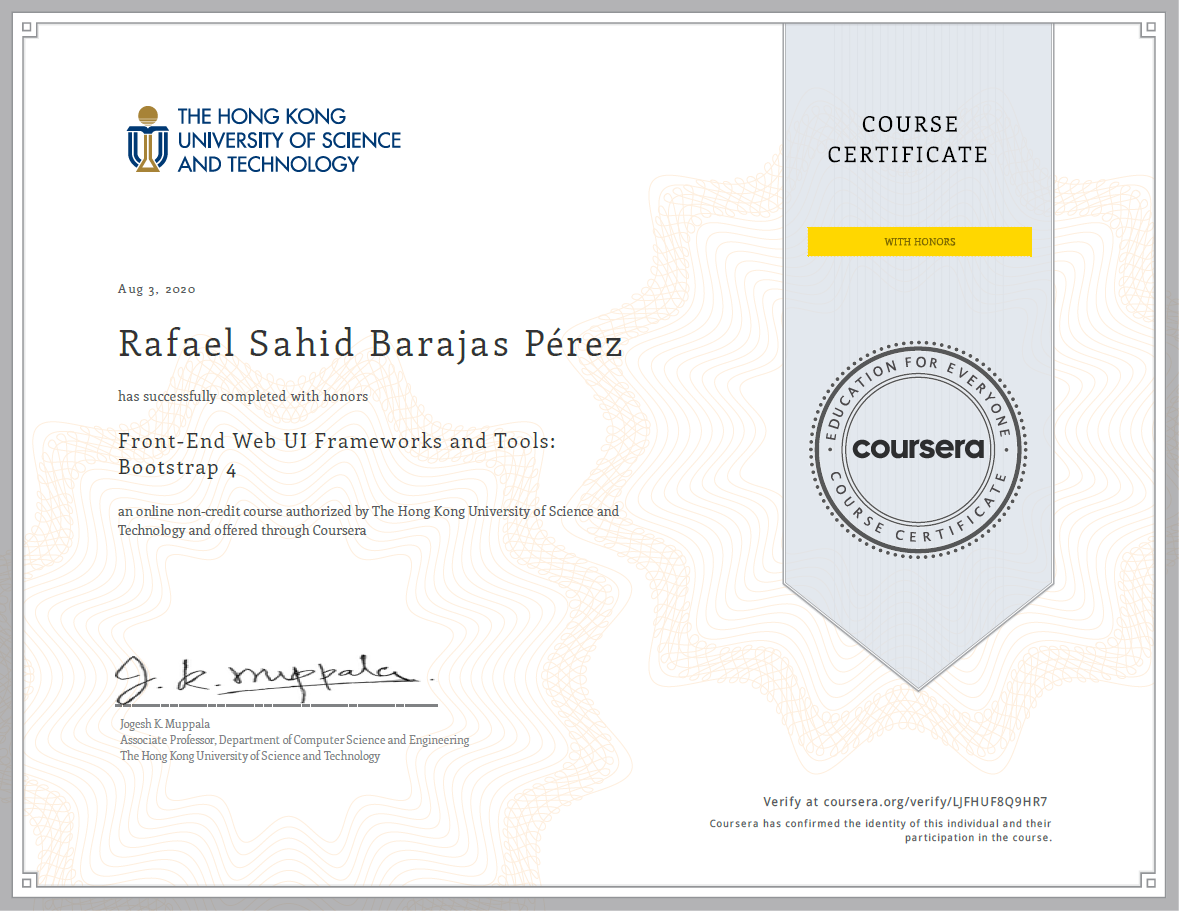 THE HONG KONG
UNIVERSITY OF SCIENCE
AND TECHNOLOGY
COURSE
CERTIFICATE
WITH HONORS
Aug 3, 2020
Rafael Sahid Barajas Pérez
has successfully completed with honors
Front-End Web UI Frameworks and Tools:
Bootstrap 4
an online non-credit course authorized by The Hong Kong University of Science and
Technology and offered through Coursera
EDUCATION FOR EVERYONE
coursera
COURSE CERTIFICATE
J. K. Muppala
Jogesh K. Muppala
Associate Professor, Department of Computer Science and Engineering
The Hong Kong University of Science and Technology
Verify at coursera.org/verify/LJFHUF8Q9HR7
Coursera has confirmed the identity of this individual and their
participation in the course.